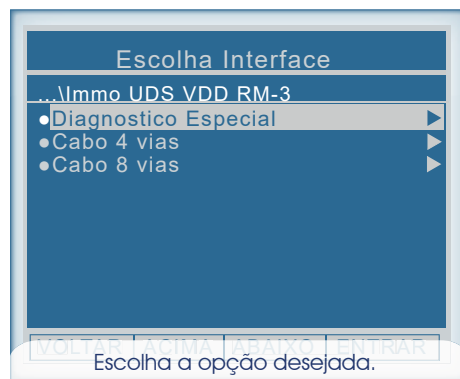 Escolha Interface
...\Immo UDS VDD RM-3
●Diagnostico Especial ▶
●Cabo 4 vias ▶
●Cabo 8 vias ▶
VOLTAR ACIMA ABAIXO ENTRAR
Escolha a opção desejada.